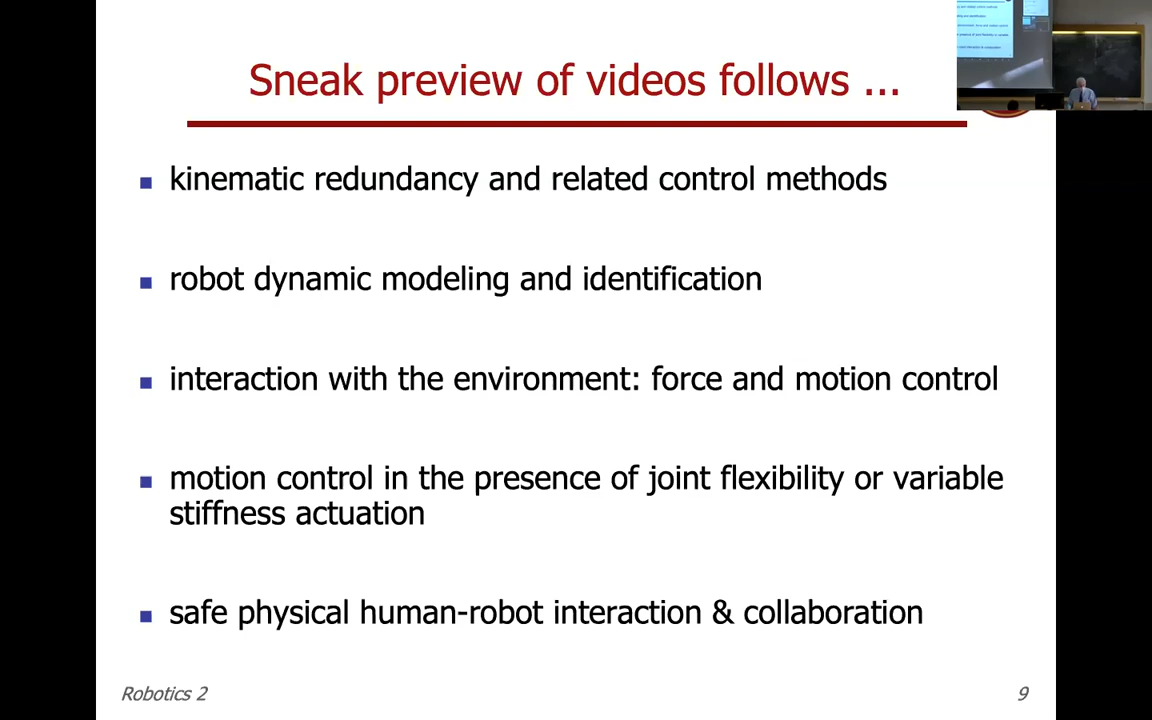 Sneak preview of videos follows ...
kinematic redundancy and related control methods
robot dynamic modeling and identification
interaction with the environment: force and motion control
motion control in the presence of joint flexibility or variable
stiffness actuation
safe physical human-robot interaction & collaboration
Robotics 2
9